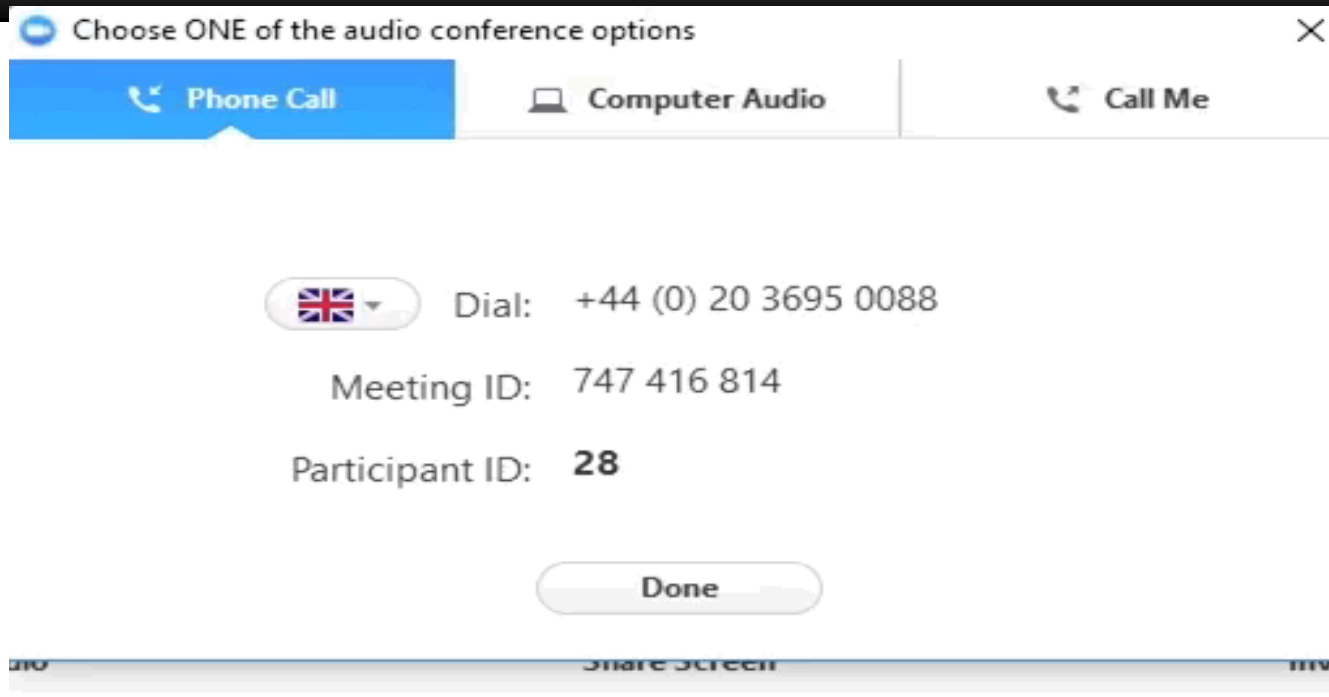 Choose ONE of the audio conference options
Phone Call Computer Audio Call Me
Dial: +44 (0) 20 3695 0088
Meeting ID: 747 416 814
Participant ID: 28
Done
Share Screen